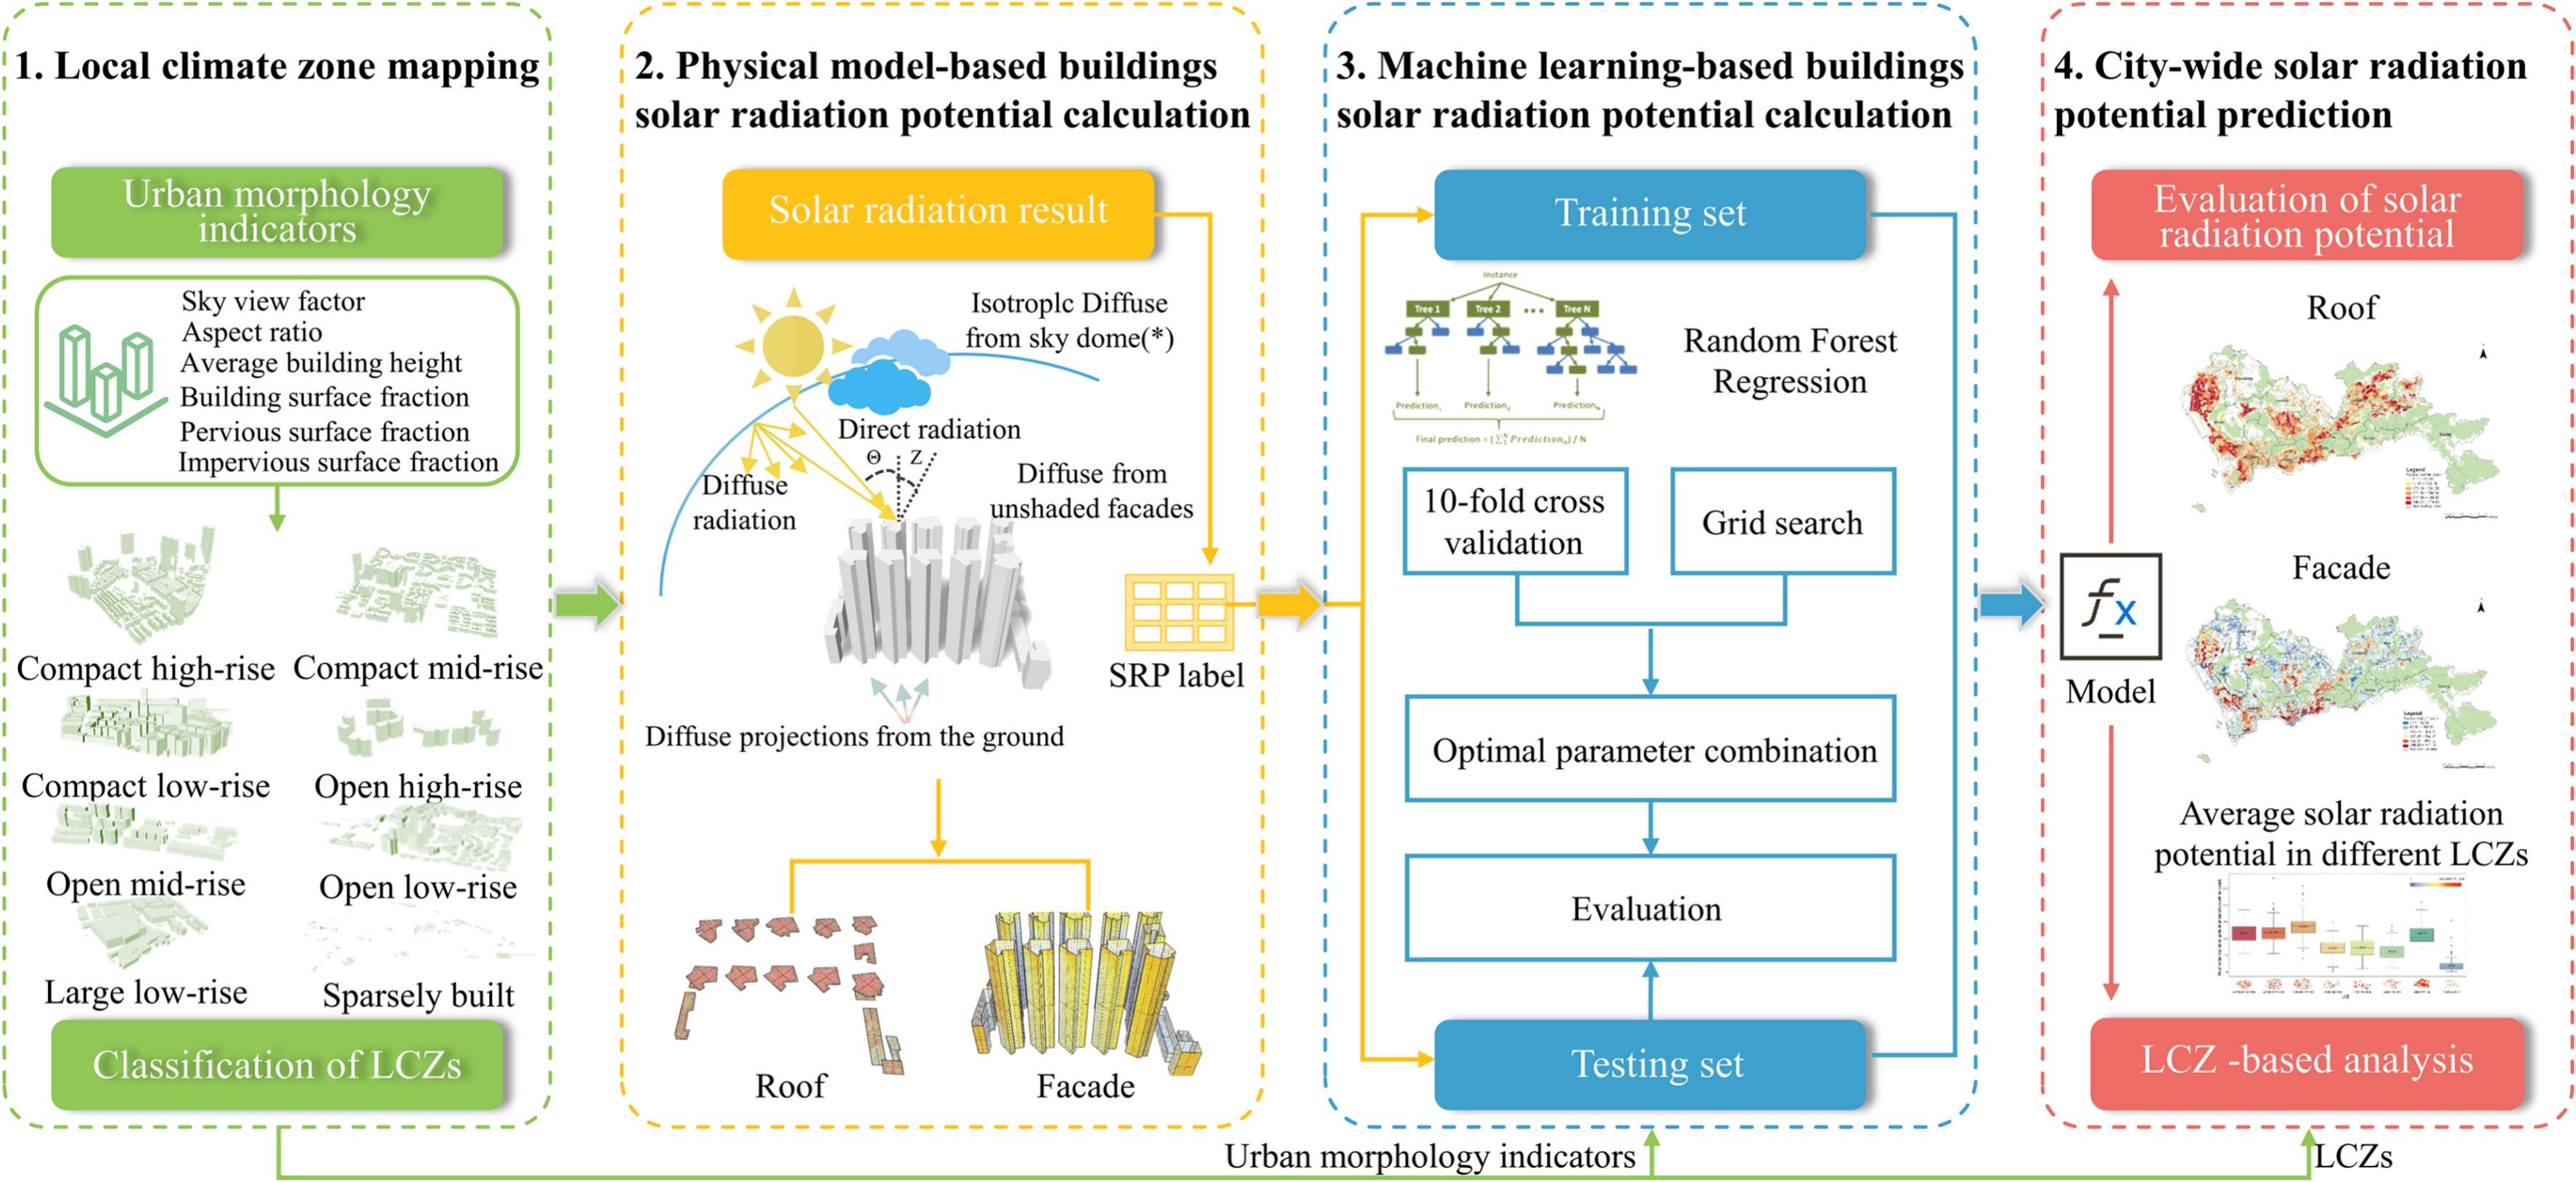 1. Local climate zone mapping
Urban morphology
indicators
Sky view factor
Aspect ratio
Average building height
Building surface fraction
Pervious surface fraction
Impervious surface fraction
Compact high-rise
Compact mid-rise
Compact low-rise
Open high-rise
Open mid-rise
Open low-rise
Large low-rise
Sparsely built
Classification of LCZs
2. Physical model-based buildings
solar radiation potential calculation
Solar radiation result
Isotroplc Diffuse
from sky dome(*)
Direct radiation
Θ
Z
Diffuse
radiation
Diffuse from
unshaded facades
SRP label
Diffuse projections from the ground
Roof
Facade
3. Machine learning-based buildings
solar radiation potential calculation
Training set
Instance
Tree 1
Tree 2
•••
Tree N
Prediction
Prediction
Prediction
Random Forest
Regression
10-fold cross
validation
Grid search
Optimal parameter combination
Evaluation
Testing set
Urban morphology indicators
4. City-wide solar radiation
potential prediction
Evaluation of solar
radiation potential
Roof
Legend
Facade
Legend
fx
Model
Average solar radiation
potential in different LCZs
LCZ -based analysis
LCZs